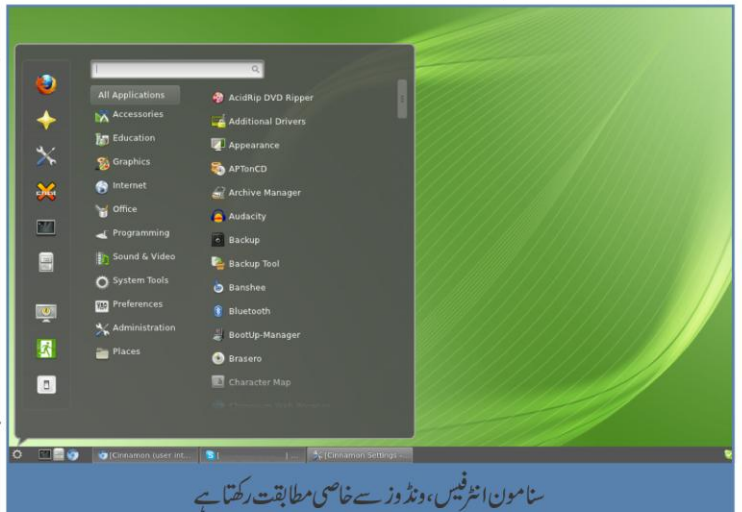 All Applications
Accessories
Education
Graphics
Internet
Office
Programming
Sound & Video
System Tools
Preferences
Administration
Places
AcidRip DVD Ripper
Additional Drivers
Appearance
APTonCD
Archive Manager
Audacity
Backup
Backup Tool
Banshee
Bluetooth
BootUp-Manager
Brasero
Character Map
[Cinnamon (user int...
[Cinnamon Settings -...
سنامون انٹرفیس، ونڈوز سے خاصی مطابقت رکھتا ہے